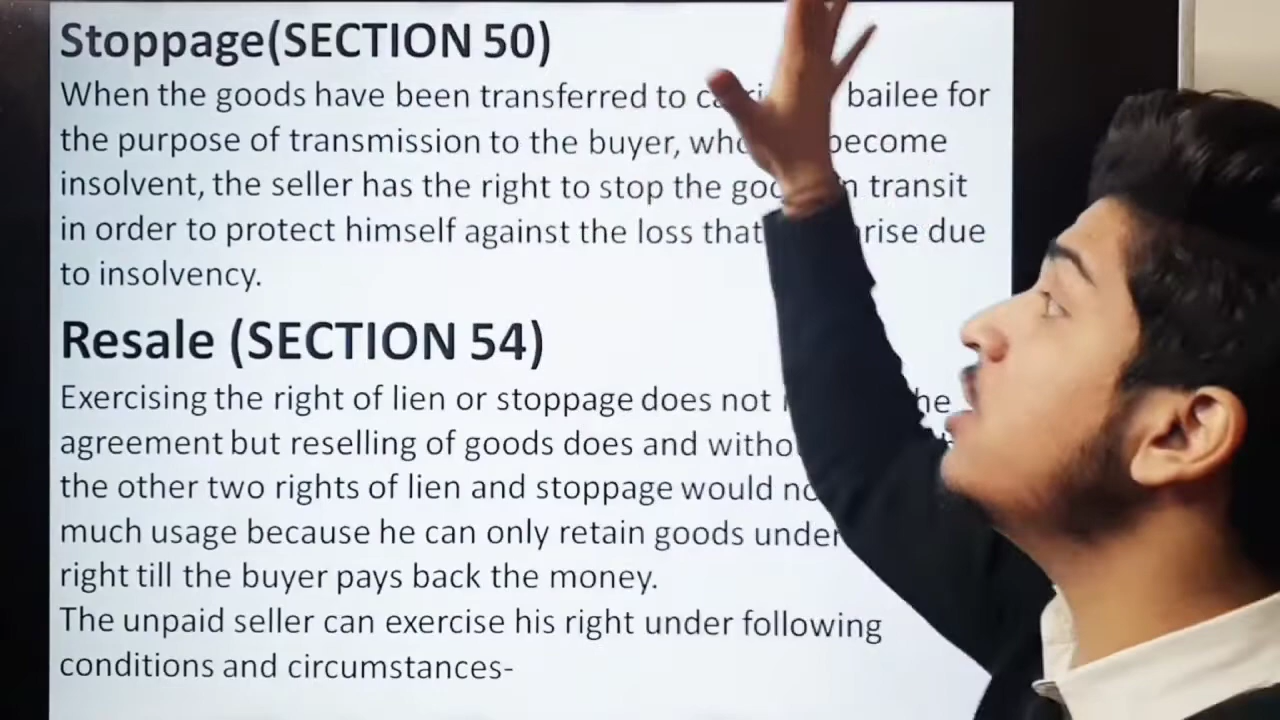 Stoppage(SECTION 50)
When the goods have been transferred to bailee for
the purpose of transmission to the buyer, become
insolvent, the seller has the right to stop the transit
in order to protect himself against the loss that due
to insolvency.
Resale (SECTION 54)
Exercising the right of lien or stoppage does not
agreement but reselling of goods does and
the other two rights of lien and stoppage would
much usage because he can only retain goods under
right till the buyer pays back the money.
The unpaid seller can exercise his right under following
conditions and circumstances-